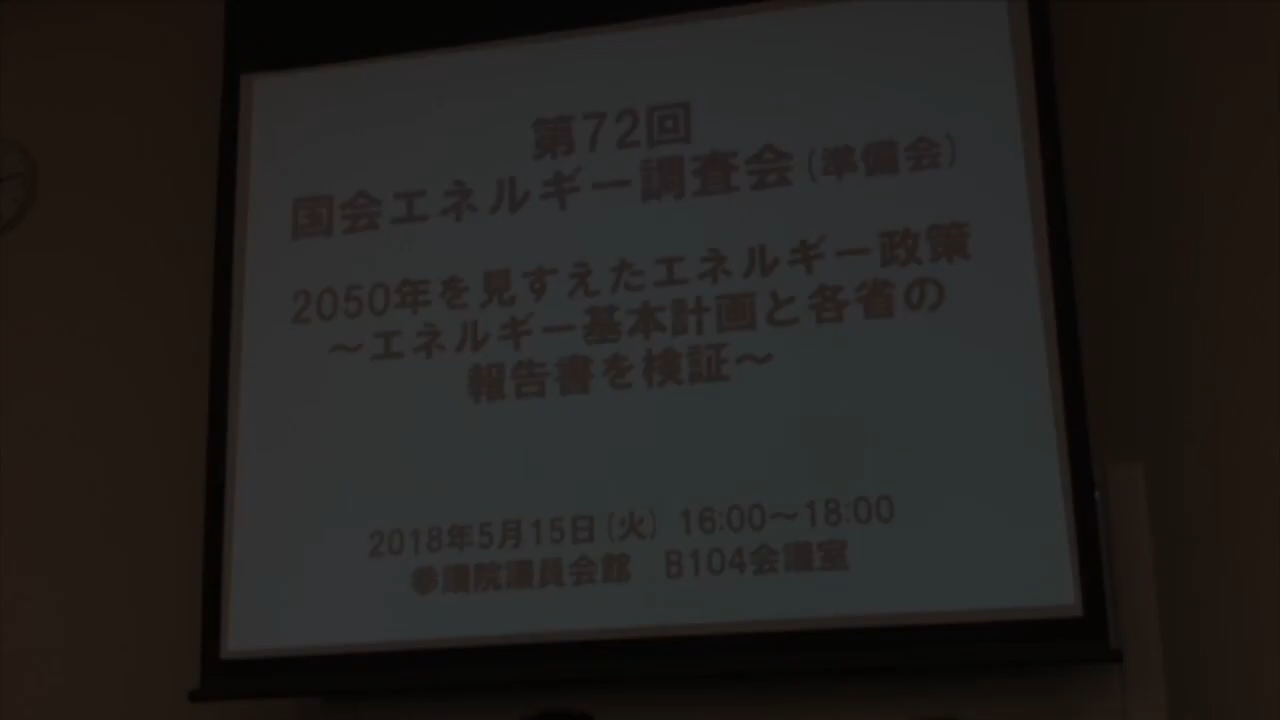 第72回
国会エネルギー調査会(準備会)
2050年を見すえたエネルギー政策
～エネルギー基本計画と各省の
報告書を検証～
2018年5月15日(火) 16:00～18:00
参議院議員会館 B104会議室